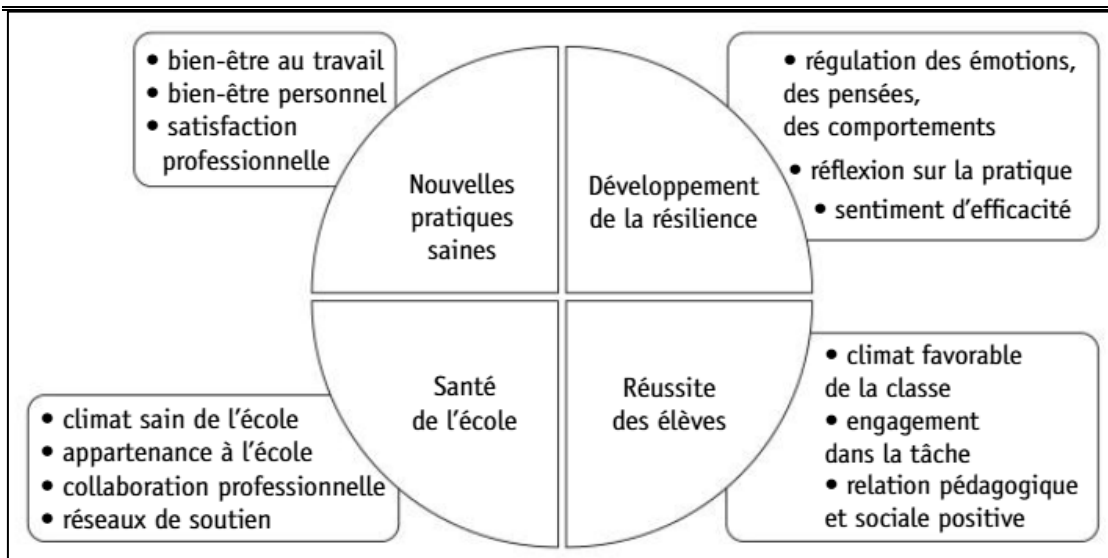 • bien-être au travail
• bien-être personnel
• satisfaction
professionnelle
Nouvelles
pratiques
saines
• régulation des émotions,
des pensées,
des comportements
• réflexion sur la pratique
• sentiment d’efficacité
Développement
de la résilience
• climat sain de l’école
• appartenance à l’école
• collaboration professionnelle
• réseaux de soutien
Santé
de l’école
Réussite
des élèves
• climat favorable
de la classe
• engagement
dans la tâche
• relation pédagogique
et sociale positive